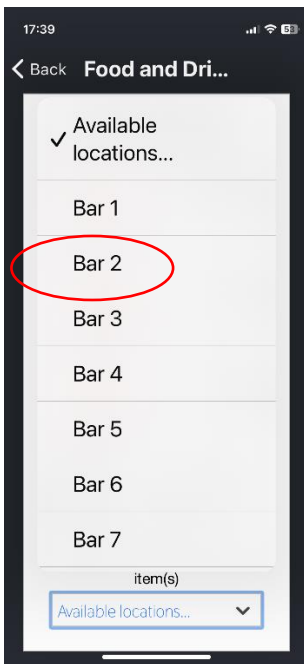 17:39 53
Back Food and Dri...
✓ Available
locations...
Bar 1
Bar 2
Bar 3
Bar 4
Bar 5
Bar 6
Bar 7
item(s)
Available locations...